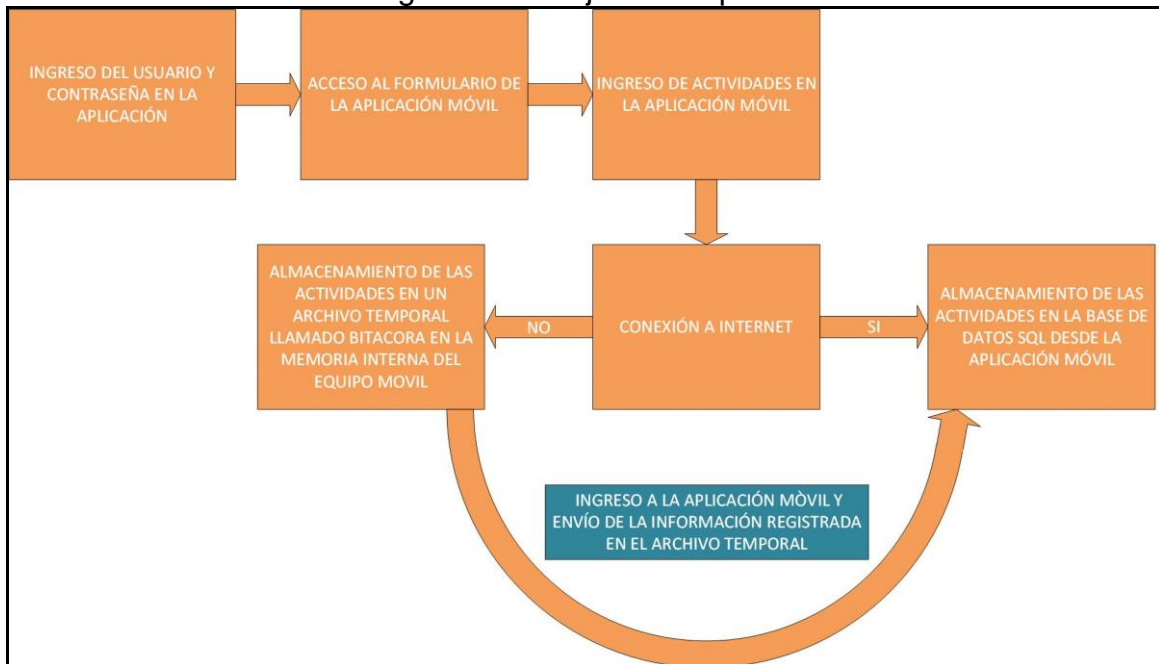 INGRESO DEL USUARIO Y
CONTRASEÑA EN LA
APLICACIÓN
ACCESO AL FORMULARIO DE
LA APLICACIÓN MÓVIL
INGRESO DE ACTIVIDADES EN
LA APLICACIÓN MÓVIL
ALMACENAMIENTO DE LAS
ACTIVIDADES EN UN
ARCHIVO TEMPORAL
LLAMADO BITACORA EN LA
MEMORIA INTERNA DEL
EQUIPO MOVIL
NO
CONEXIÓN A INTERNET
SI
ALMACENAMIENTO DE LAS
ACTIVIDADES EN LA BASE DE
DATOS SQL DESDE LA
APLICACIÓN MÓVIL
INGRESO A LA APLICACIÓN MÒVIL Y
ENVÍO DE LA INFORMACIÓN REGISTRADA
EN EL ARCHIVO TEMPORAL